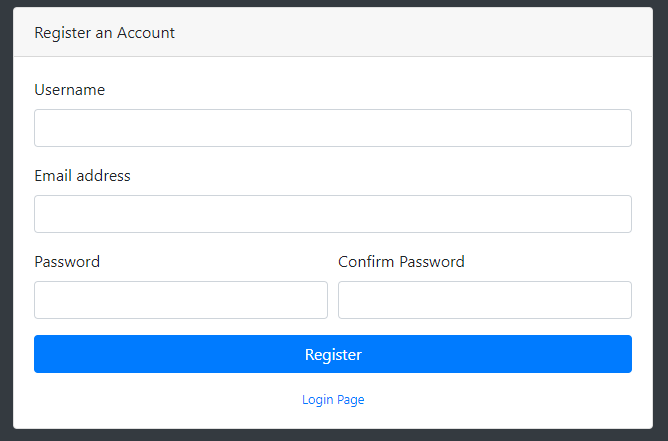 Register an Account
Username
Email address
Password Confirm Password
Register
Login Page